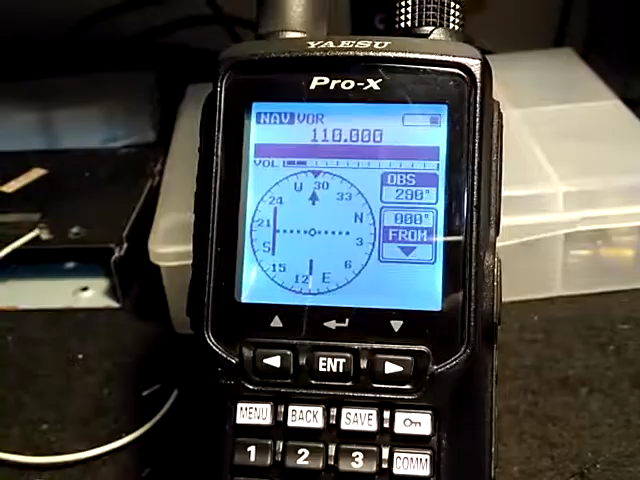 YAESU
Pro-X
NAV VOR
110.000
VOL
OBS
290°
000°
FROM
24 W 30 33
21 N
S 3
15 12 E 6
ENT
MENU BACK SAVE
1 2 3 COMM